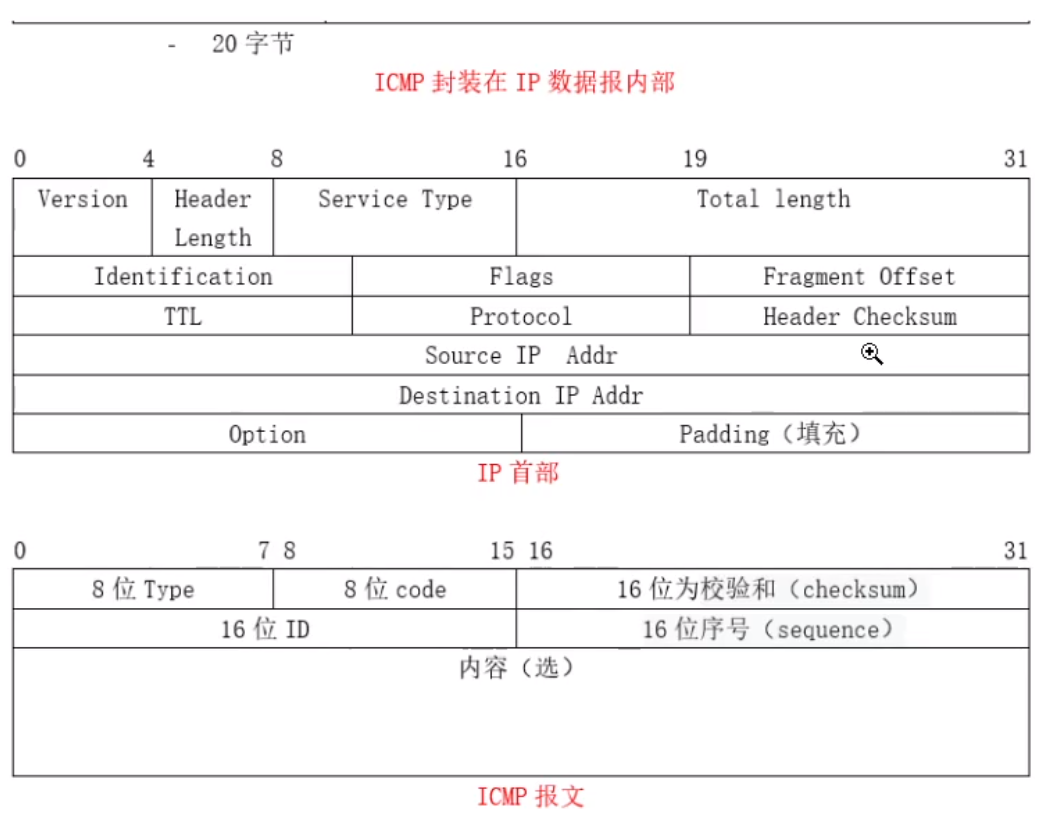 - 20 字节
ICMP 封装在 IP 数据报内部
0 4 8 16 19 31
Version Header Length Service Type Total length
Identification Flags Fragment Offset
TTL Protocol Header Checksum
Source IP Addr
Destination IP Addr
Option Padding（填充）
IP 首部
0 7 8 15 16 31
8 位 Type 8 位 code 16 位为校验和（checksum）
16 位 ID 16 位序号（sequence）
内容（选）
ICMP 报文